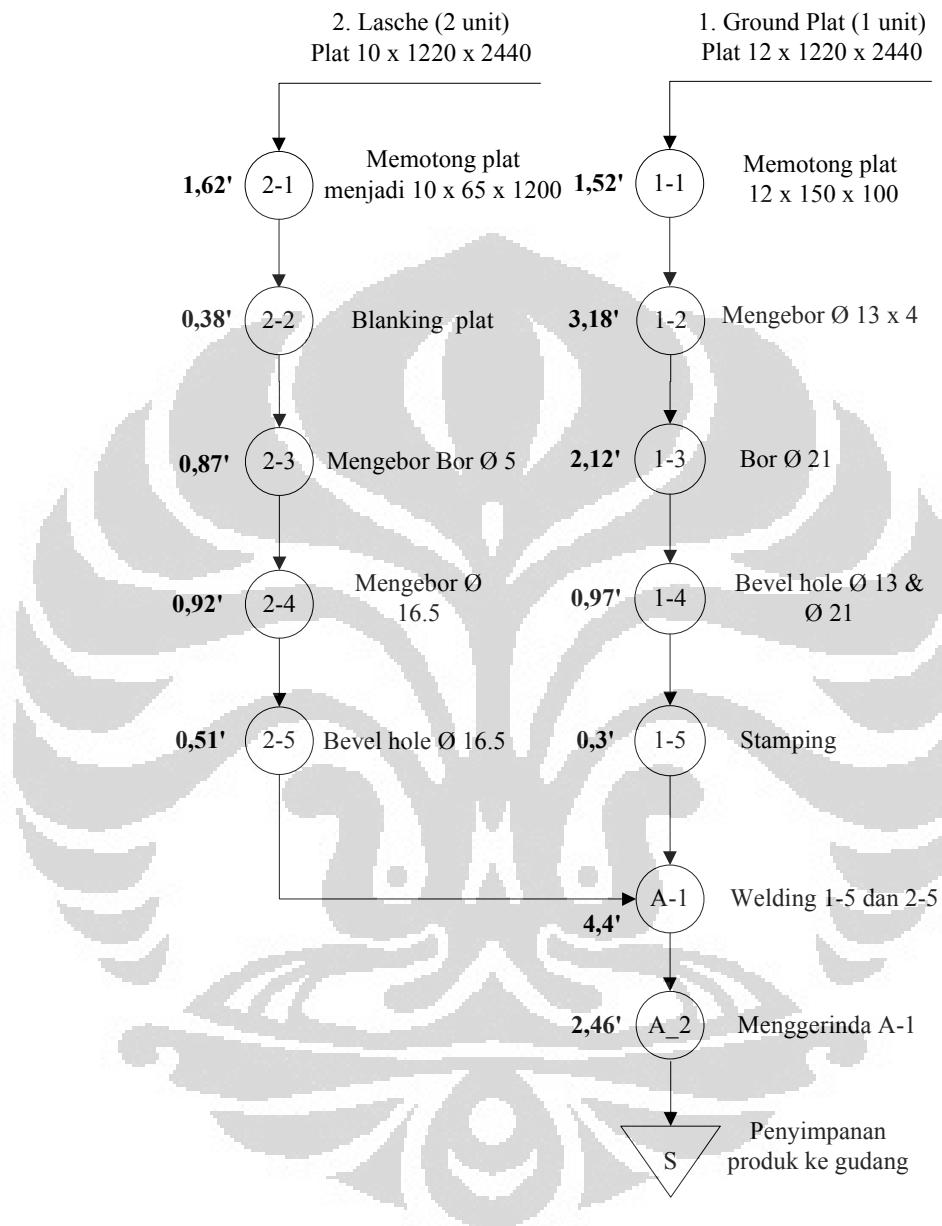 2. Lasche (2 unit)
Plat 10 x 1220 x 2440
1. Ground Plat (1 unit)
Plat 12 x 1220 x 2440
1,62'
2-1
Memotong plat
menjadi 10 x 65 x 1200
1,52'
1-1
Memotong plat
12 x 150 x 100
0,38'
2-2
Blanking plat
3,18'
1-2
Mengebor Ø 13 x 4
0,87'
2-3
Mengebor Bor Ø 5
2,12'
1-3
Bor Ø 21
0,92'
2-4
Mengebor Ø
16.5
0,97'
1-4
Bevel hole Ø 13 &
Ø 21
0,51'
2-5
Bevel hole Ø 16.5
0,3'
1-5
Stamping
A-1
Welding 1-5 dan 2-5
4,4'
2,46'
A_2
Menggerinda A-1
S
Penyimpanan
produk ke gudang